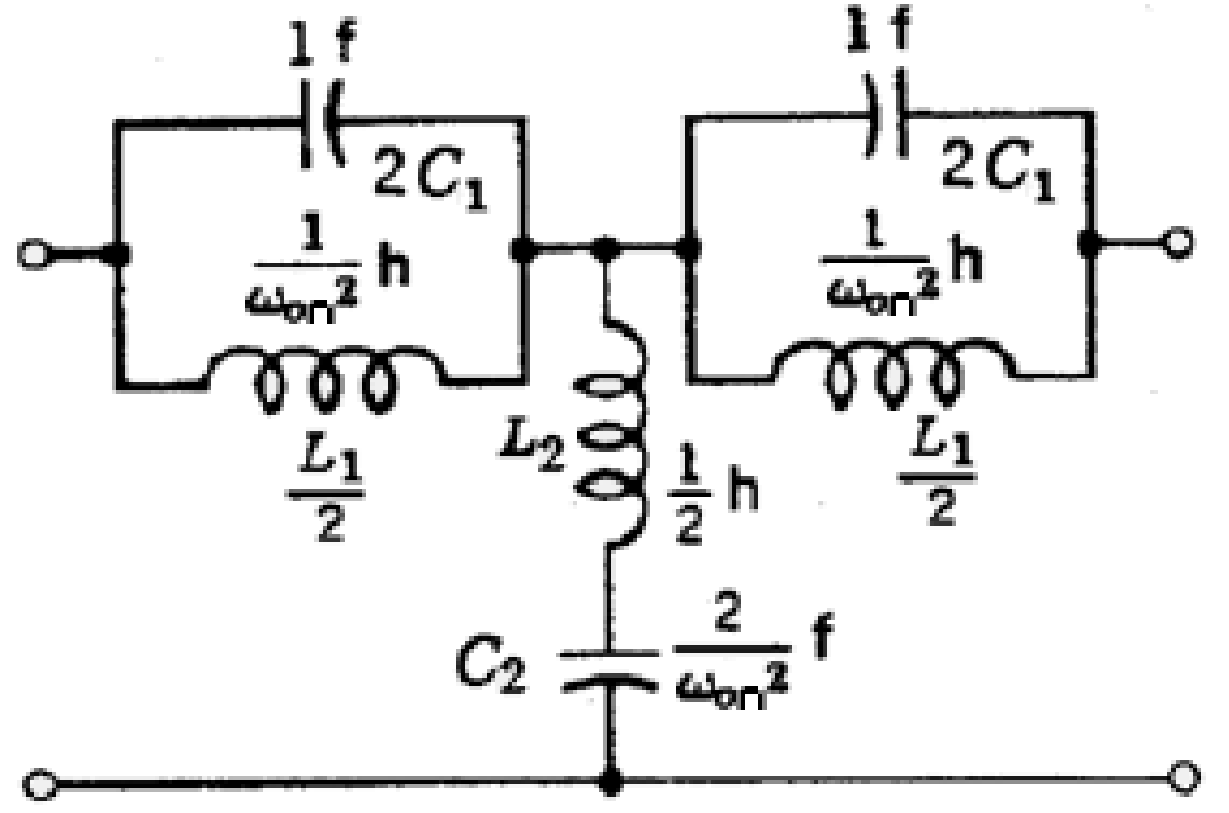 1 f
1 f
2C₁
2C₁
1/ωon² h
1/ωon² h
L₁/2
L₂
1/2 h
L₁/2
C₂
2/ωon² f